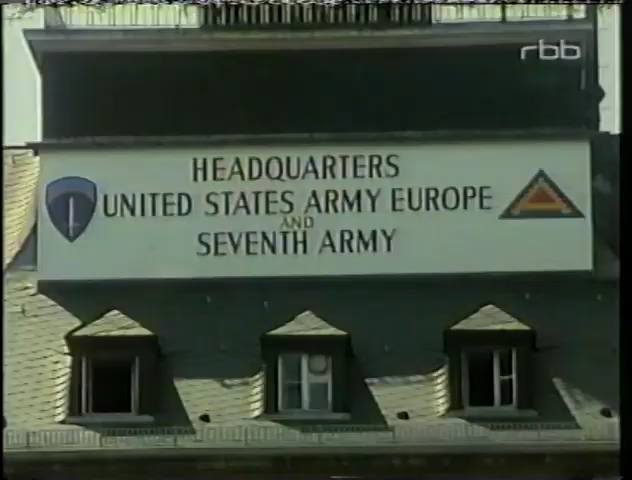 rbb
HEADQUARTERS
UNITED STATES ARMY EUROPE
AND
SEVENTH ARMY